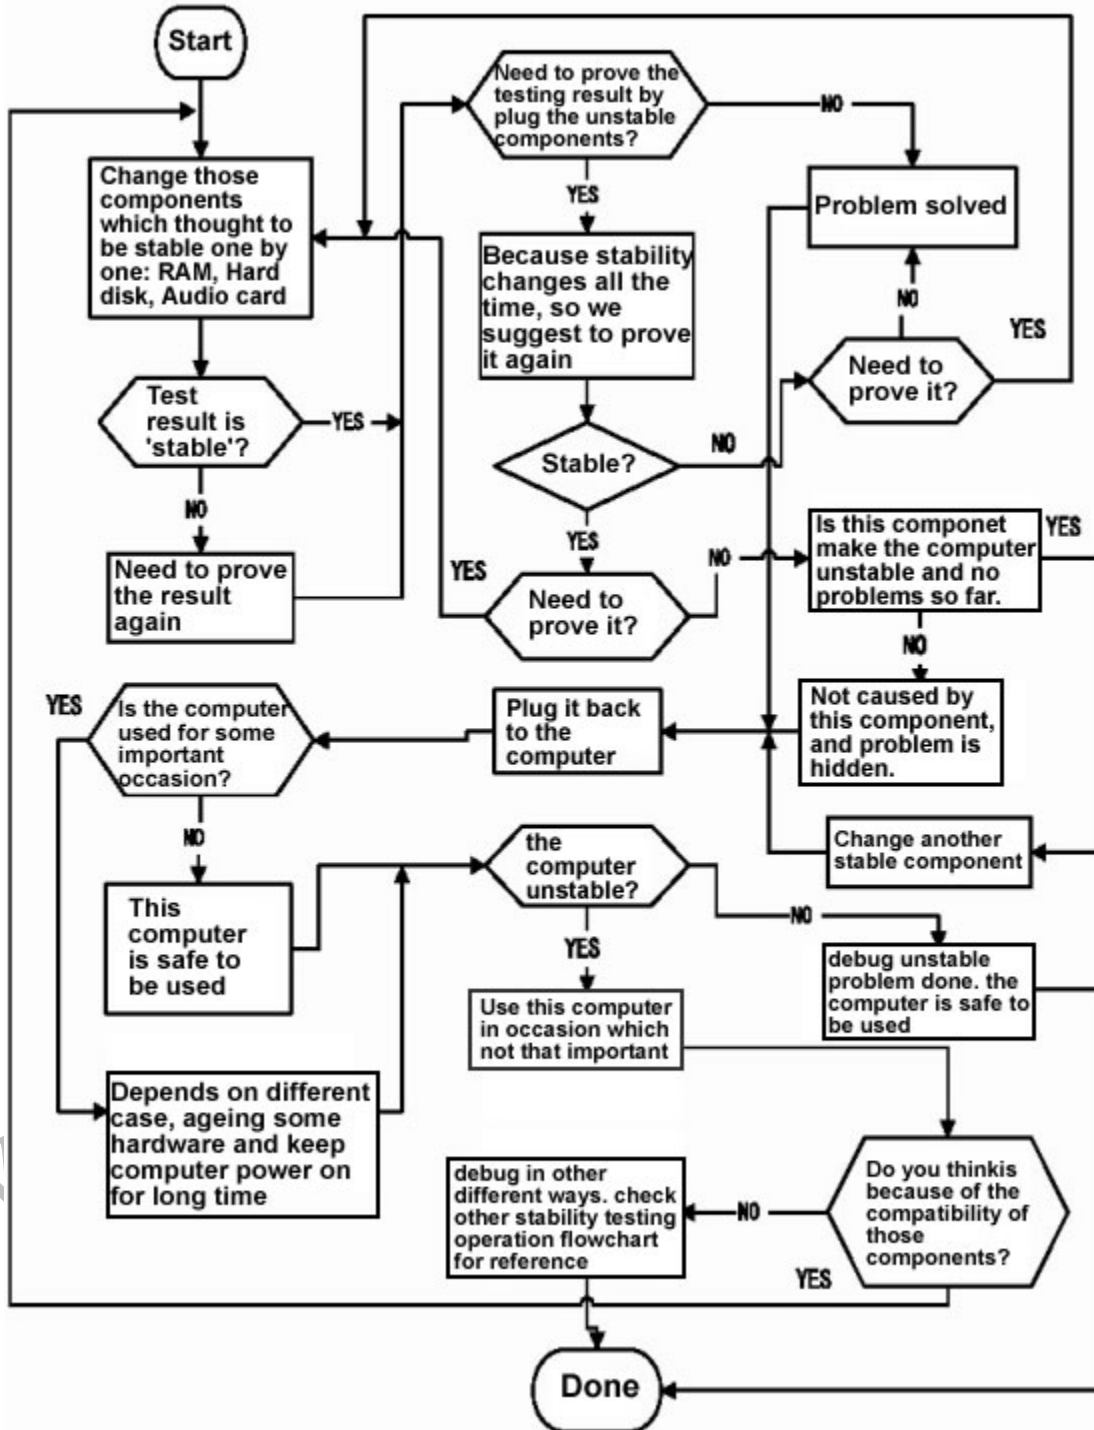 Start
Need to prove the
testing result by
plug the unstable
components?
NO
Change those
components
which thought to
be stable one by
one: RAM, Hard
disk, Audio card
YES
Problem solved
Because stability
changes all the
time, so we
suggest to prove
it again
NO
YES
Need to
prove it?
Test
result is
'stable'?
YES
NO
Stable?
NO
YES
Need to prove
the result
again
YES
Need to
prove it?
NO
Is this componet
make the computer
unstable and no
problems so far.
YES
NO
YES
Is the computer
used for some
important
occasion?
Plug it back
to the
computer
Not caused by
this component,
and problem is
hidden.
NO
the
computer
unstable?
Change another
stable component
This
computer
is safe to
be used
NO
YES
debug unstable
problem done. the
computer is safe to
be used
Use this computer
in occasion which
not that important
Depends on different
case, ageing some
hardware and keep
computer power on
for long time
debug in other
different ways. check
other stability testing
operation flowchart
for reference
NO
Do you thinkis
because of the
compatibility of
those
components?
YES
Done